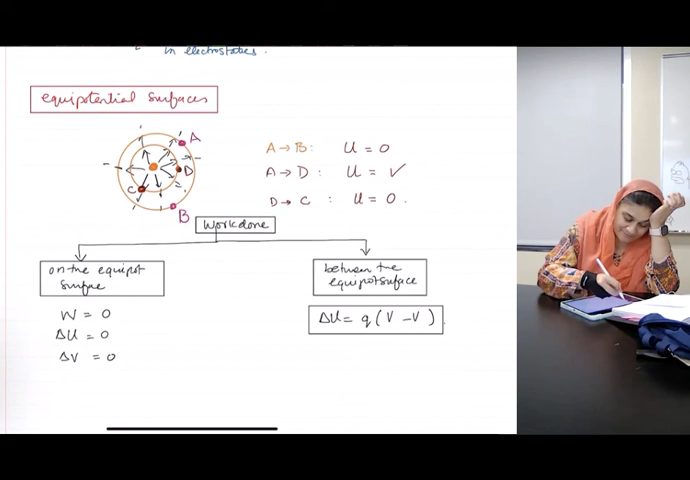 in electrostatics.
equipotential surfaces
A
D
C
B
A → B: U = 0
A → D: U = ✓
D → C : U = 0.
Workdone
on the equipot
surfae
W = 0
ΔU = 0
ΔV = 0
between the
equipotsurface
ΔU = q(V - V)